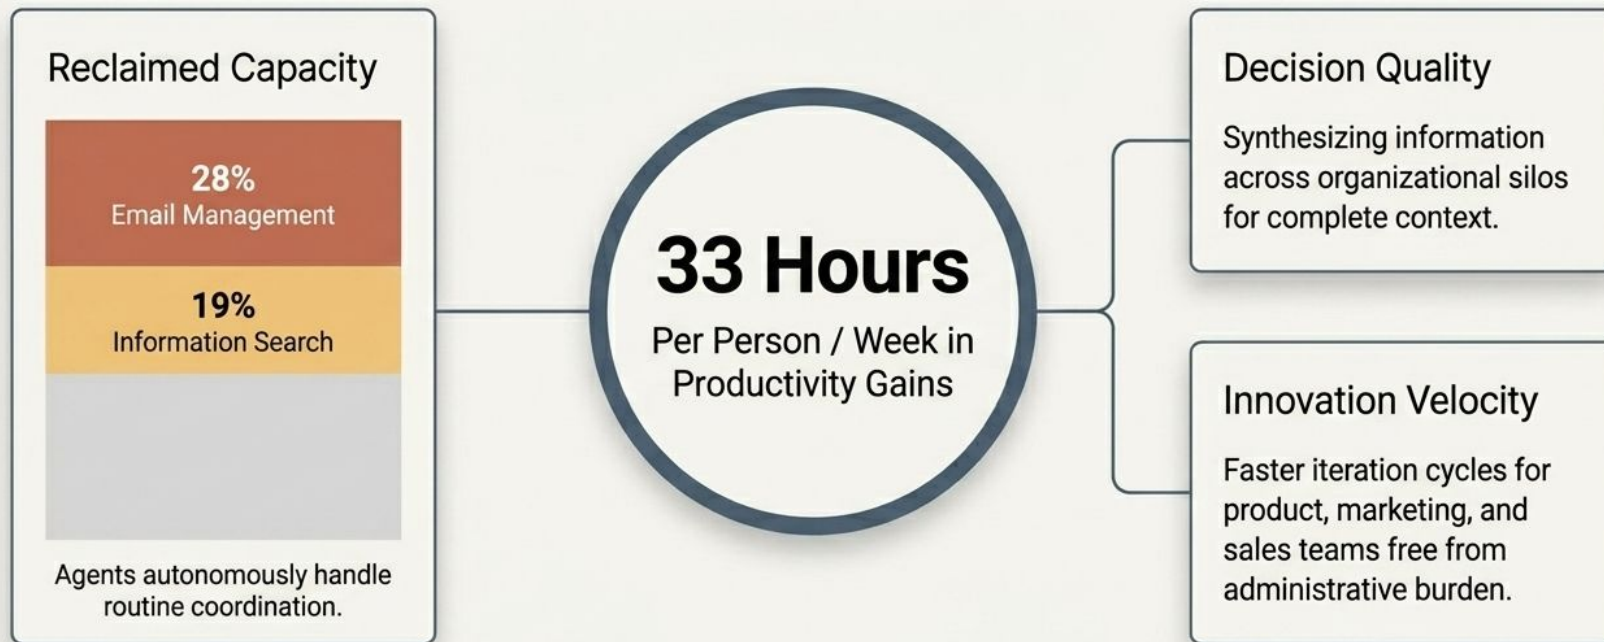 Reclaimed Capacity
28%
Email Management
19%
Information Search
Agents autonomously handle
routine coordination.
33 Hours
Per Person / Week in
Productivity Gains
Decision Quality
Synthesizing information
across organizational silos
for complete context.
Innovation Velocity
Faster iteration cycles for
product, marketing, and
sales teams free from
administrative burden.